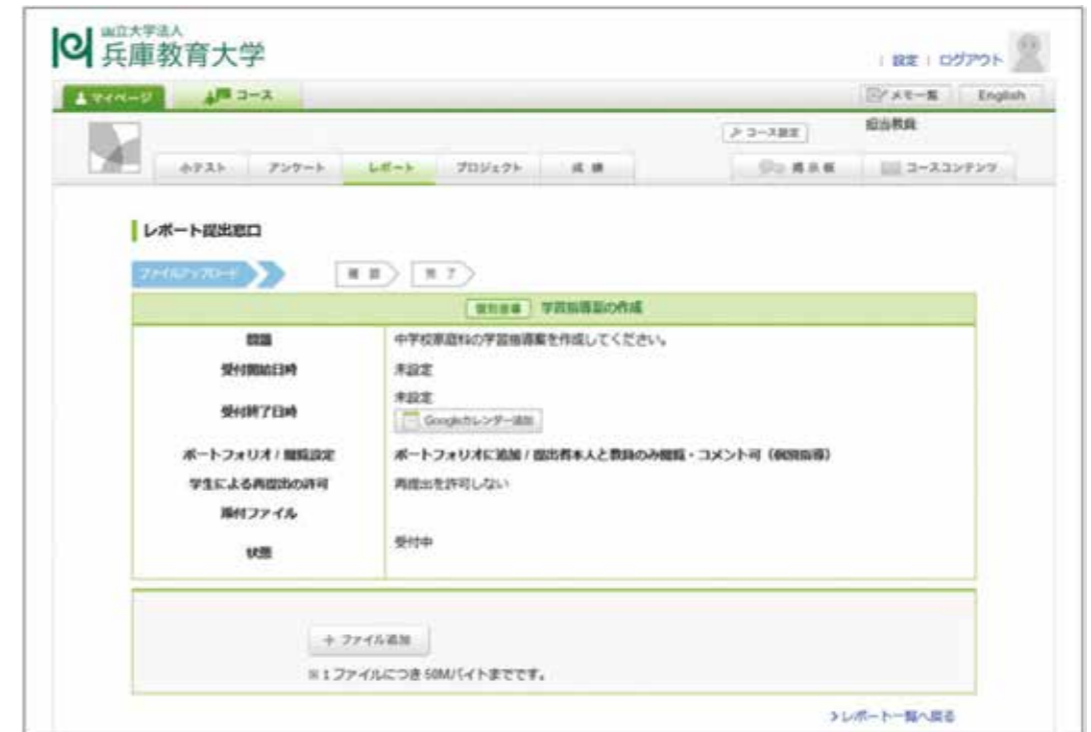 国立大学法人
兵庫教育大学
設定 | ログアウト
マイページ コース メモ一覧 English
コース設定 担当教員
小テスト アンケート レポート プロジェクト 成績 掲示板 コースコンテンツ
レポート提出窓口
ファイルアップロード 確認 完了
個別指導 学習指導案の作成
問題 中学校家庭科の学習指導案を作成してください。
受付開始日時 未設定
受付終了日時 未設定
Googleカレンダー追加
ポートフォリオ / 閲覧設定 ポートフォリオに追加 / 提出者本人と教員のみ閲覧・コメント可（個別指導）
学生による再提出の許可 再提出を許可しない
添付ファイル
状態 受付中
+ ファイル追加
※1ファイルにつき 50Mバイトまでです。
>レポート一覧へ戻る